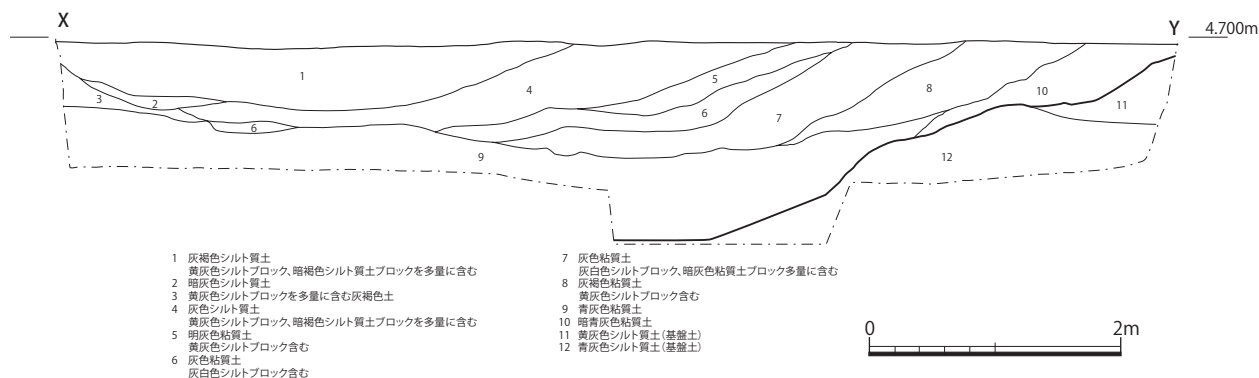 X
Y
4.700m
1
2
3
4
5
6
6
7
8
9
10
11
12
1 灰褐色シルト質土
黄灰色シルトブロック、暗褐色シルト質土ブロックを多量に含む
2 暗灰色シルト質土
3 黄灰色シルトブロックを多量に含む灰褐色土
4 灰色シルト質土
黄灰色シルトブロック、暗褐色シルト質土ブロックを多量に含む
5 明灰色粘質土
黄灰色シルトブロック含む
6 灰色粘質土
灰白色シルトブロック含む
7 灰色粘質土
灰白色シルトブロック、暗灰色粘質土ブロック多量に含む
8 灰褐色粘質土
黄灰色シルトブロック含む
9 青灰色粘質土
10 暗青灰色粘質土
11 黄灰色シルト質土（基盤土）
12 青灰色シルト質土（基盤土）
0 2m